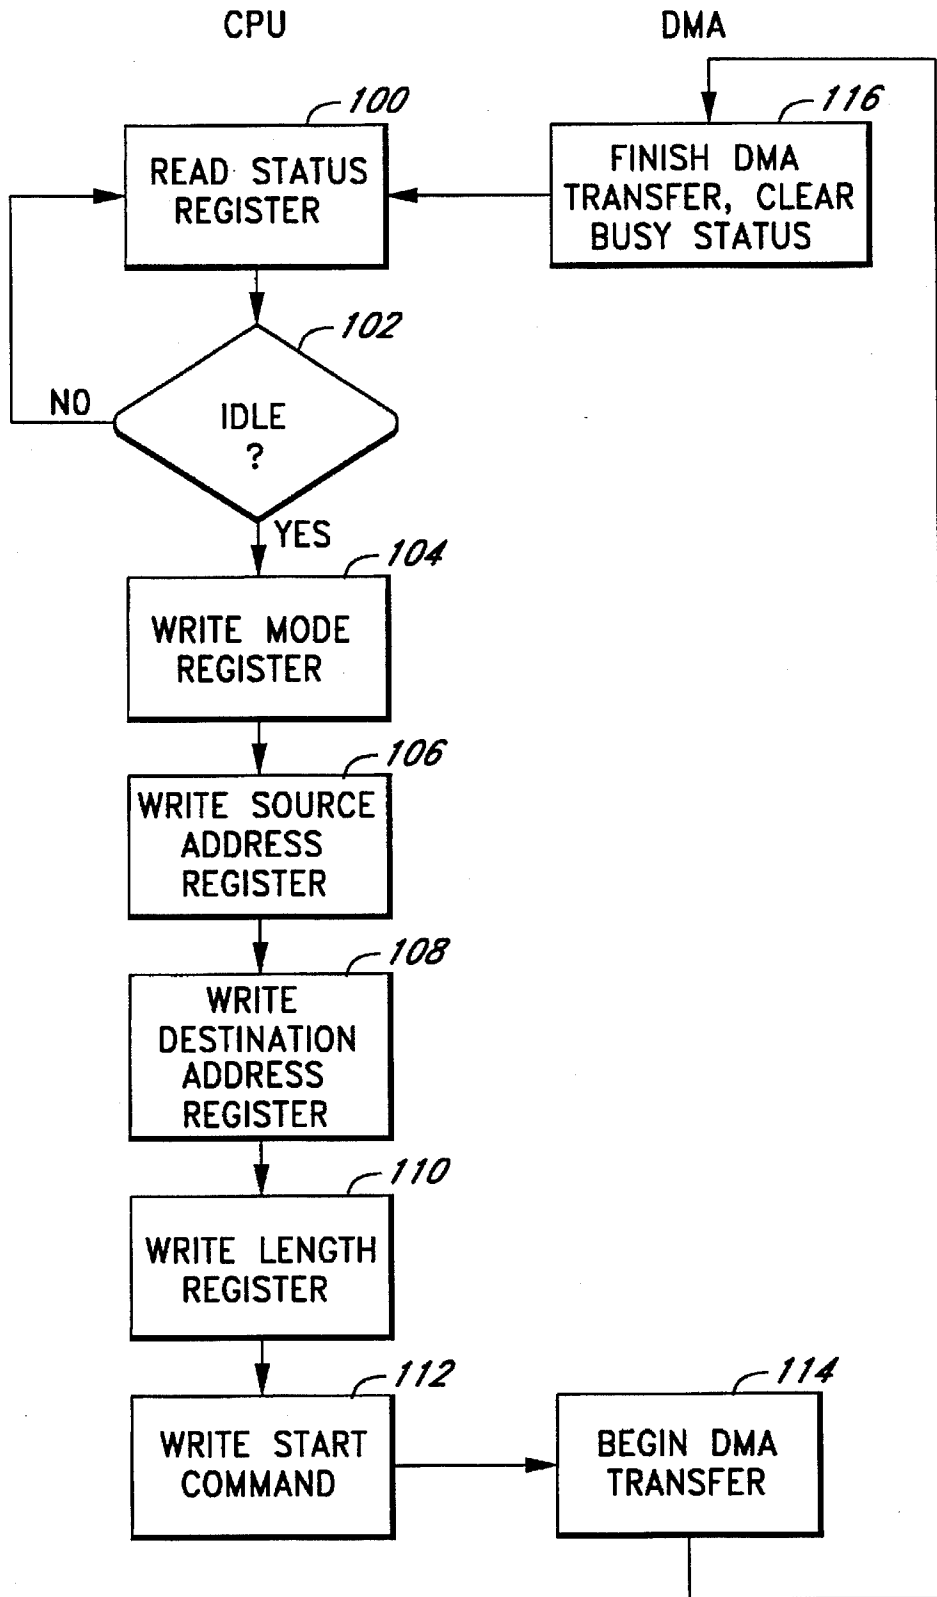 CPU
DMA
100
READ STATUS
REGISTER
116
FINISH DMA
TRANSFER, CLEAR
BUSY STATUS
102
IDLE
?
NO
YES
104
WRITE MODE
REGISTER
106
WRITE SOURCE
ADDRESS
REGISTER
108
WRITE
DESTINATION
ADDRESS
REGISTER
110
WRITE LENGTH
REGISTER
112
WRITE START
COMMAND
114
BEGIN DMA
TRANSFER